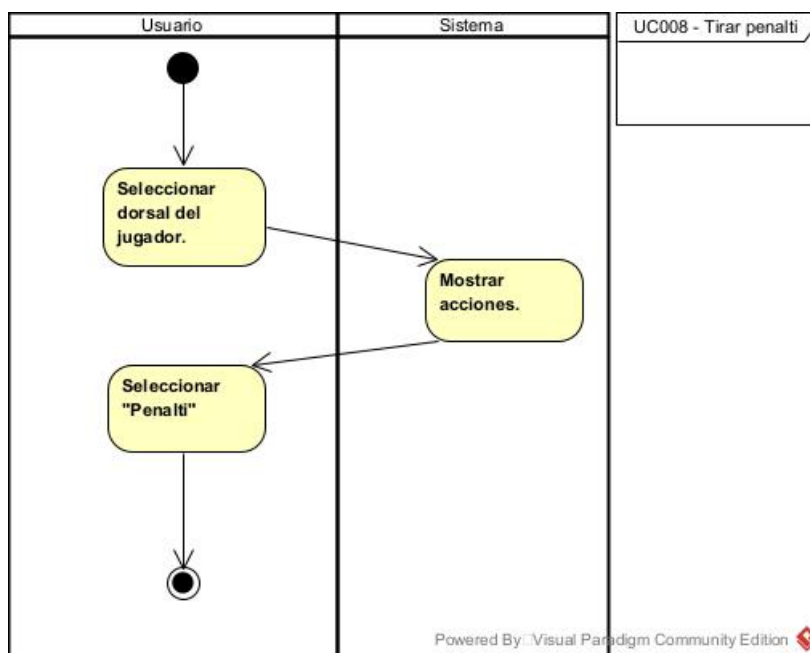 Usuario
Sistema
UC008 - Tirar penalti
Seleccionar
dorsal del
jugador.
Mostrar
acciones.
Seleccionar
"Penalti"
Powered By Visual Paradigm Community Edition